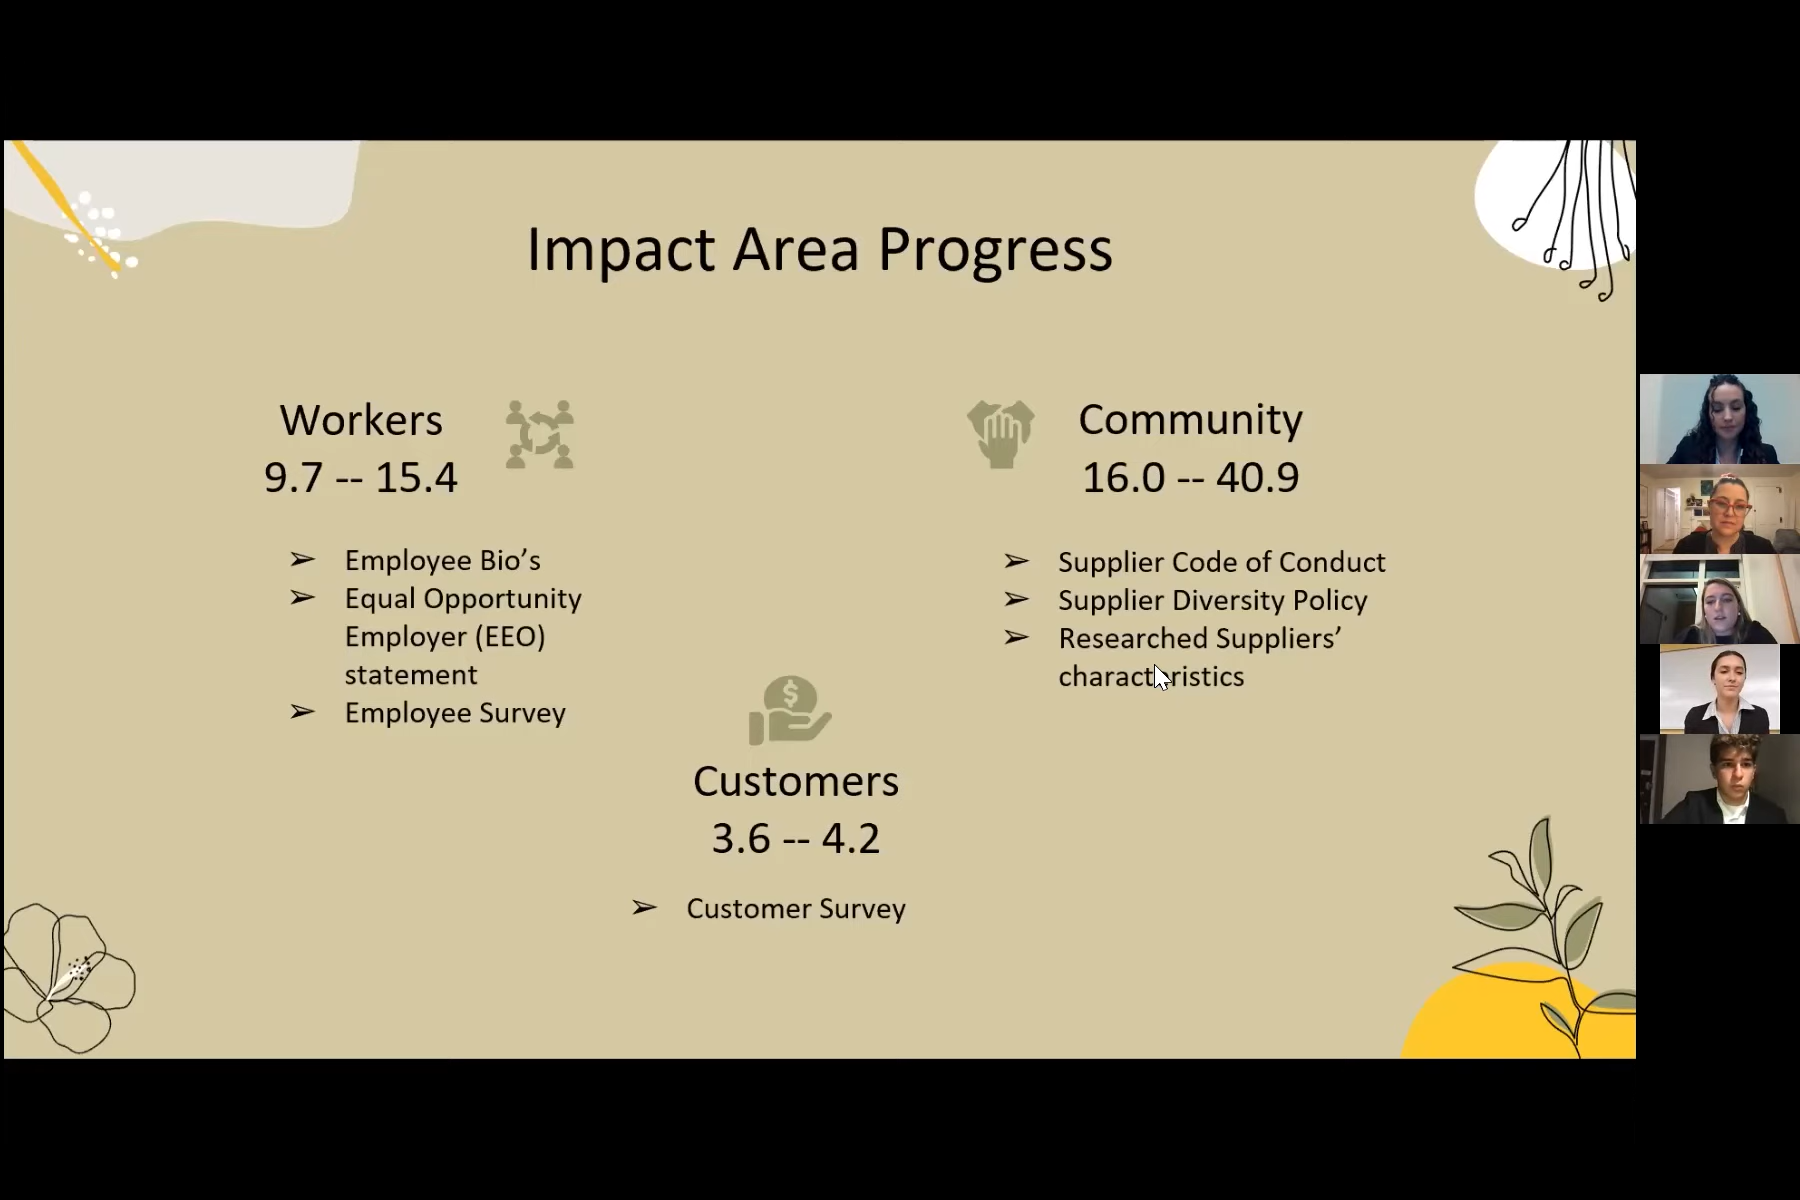 Impact Area Progress
Workers
9.7 -- 15.4
➢ Employee Bio’s
➢ Equal Opportunity
Employer (EEO)
statement
➢ Employee Survey
Community
16.0 -- 40.9
➢ Supplier Code of Conduct
➢ Supplier Diversity Policy
➢ Researched Suppliers’
characteristics
$
Customers
3.6 -- 4.2
➢ Customer Survey